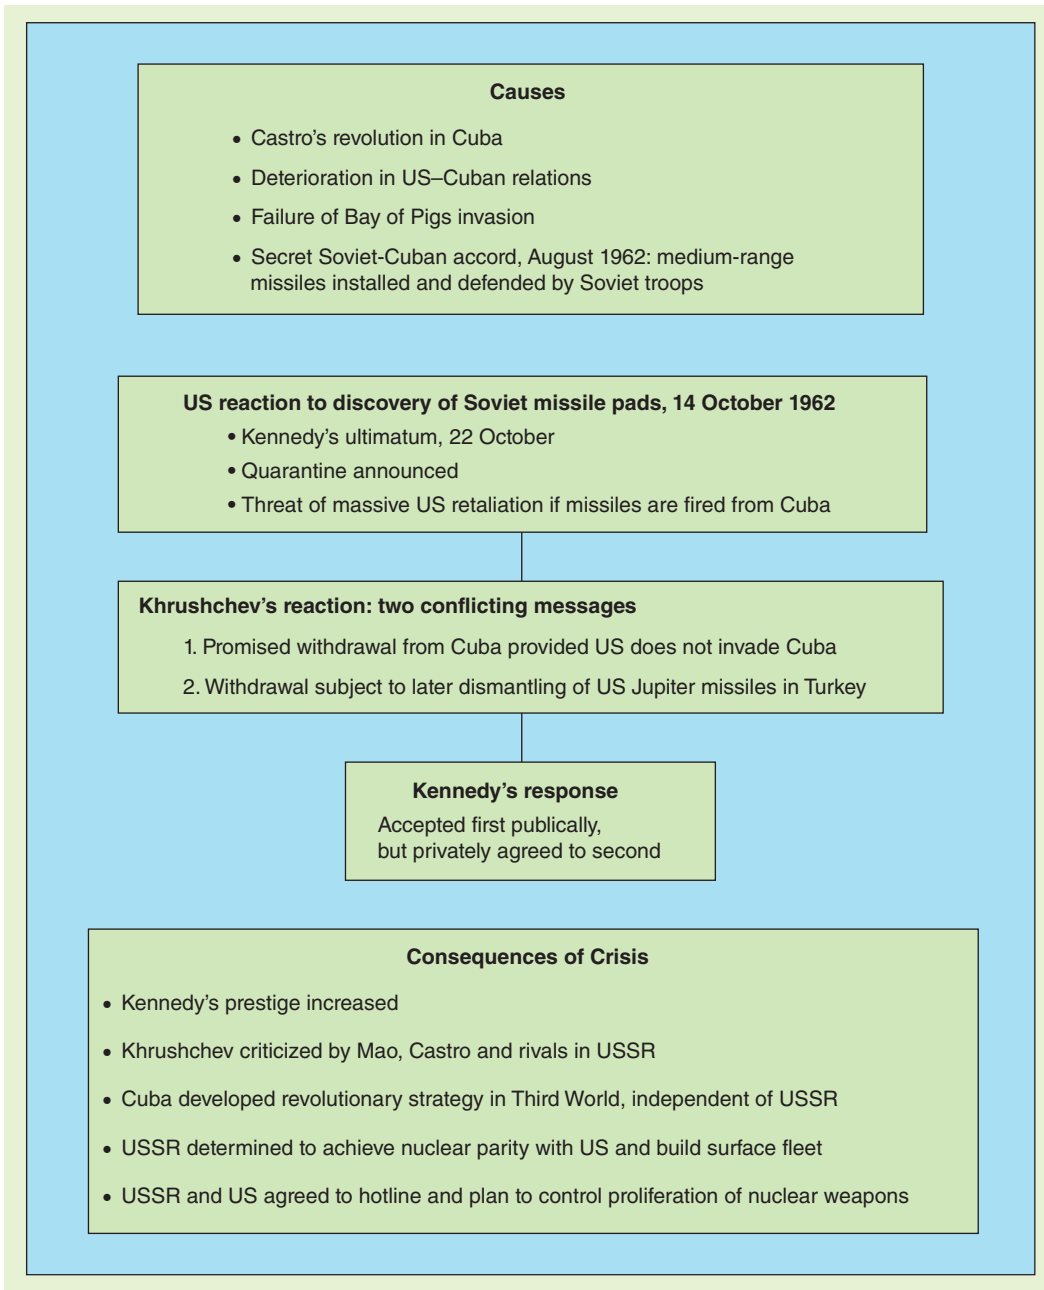 Causes
• Castro’s revolution in Cuba
• Deterioration in US–Cuban relations
• Failure of Bay of Pigs invasion
• Secret Soviet-Cuban accord, August 1962: medium-range
missiles installed and defended by Soviet troops
US reaction to discovery of Soviet missile pads, 14 October 1962
• Kennedy’s ultimatum, 22 October
• Quarantine announced
• Threat of massive US retaliation if missiles are fired from Cuba
Khrushchev’s reaction: two conflicting messages
1. Promised withdrawal from Cuba provided US does not invade Cuba
2. Withdrawal subject to later dismantling of US Jupiter missiles in Turkey
Kennedy’s response
Accepted first publically,
but privately agreed to second
Consequences of Crisis
• Kennedy’s prestige increased
• Khrushchev criticized by Mao, Castro and rivals in USSR
• Cuba developed revolutionary strategy in Third World, independent of USSR
• USSR determined to achieve nuclear parity with US and build surface fleet
• USSR and US agreed to hotline and plan to control proliferation of nuclear weapons